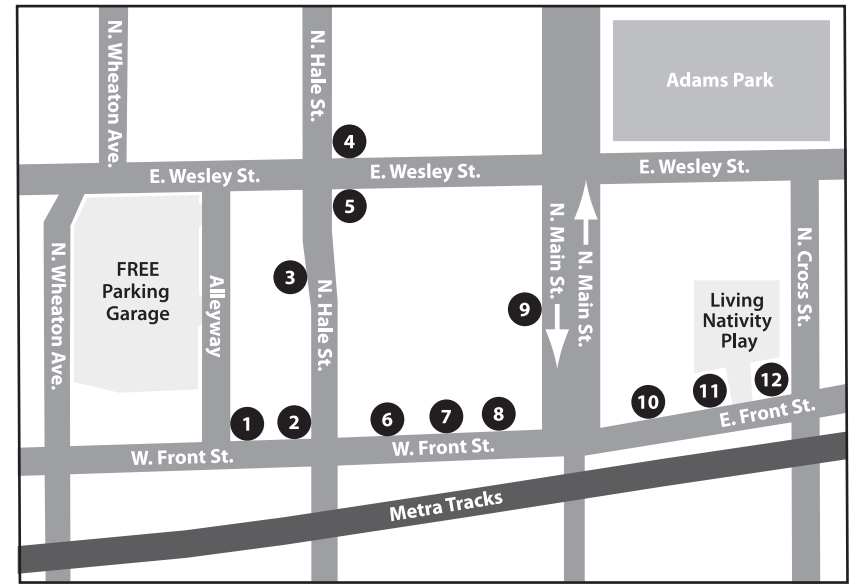 N. Wheaton Ave.
N. Hale St.
Adams Park
4
E. Wesley St.
E. Wesley St.
E. Wesley St.
5
N. Wheaton Ave.
FREE
Parking
Garage
Alleyway
3
N. Hale St.
9
N. Main St.
N. Main St.
Living
Nativity
Play
N. Cross St.
1
2
6
7
8
10
11
12
W. Front St.
W. Front St.
E. Front St.
Metra Tracks